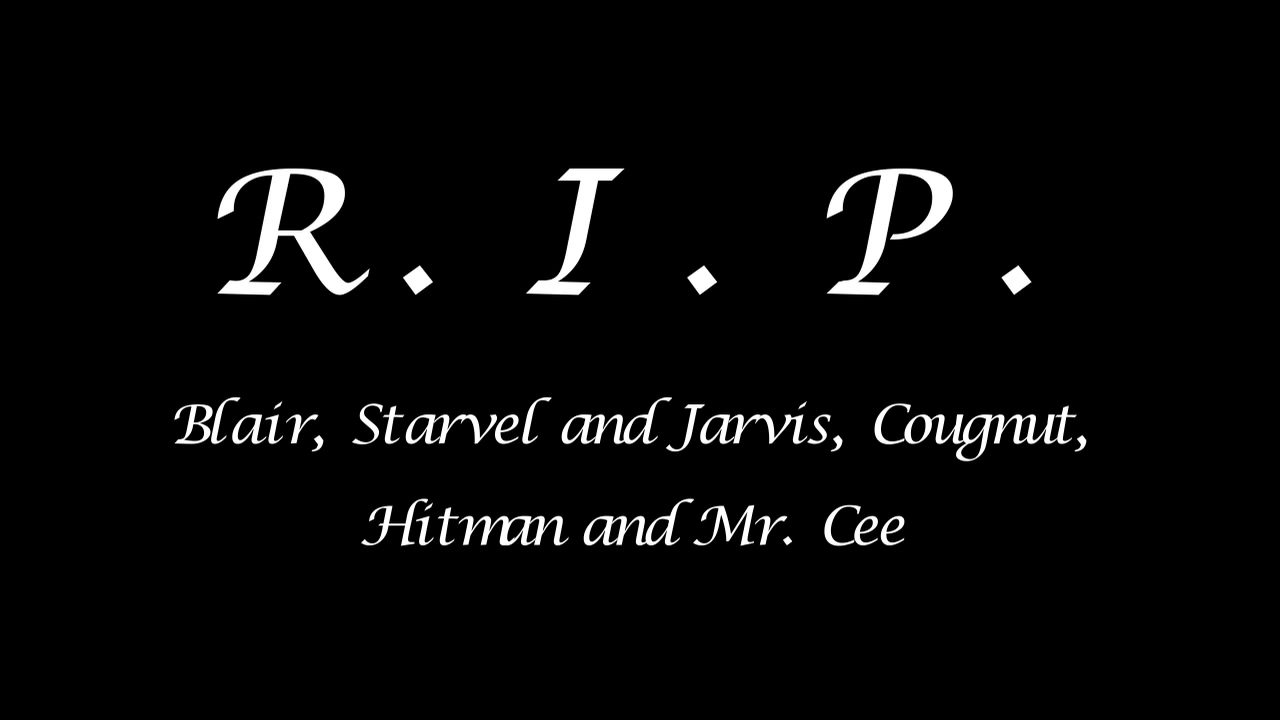 R. I. P.
Blair, Starvel and Jarvis, Cougnut,
Hitman and Mr. Cee